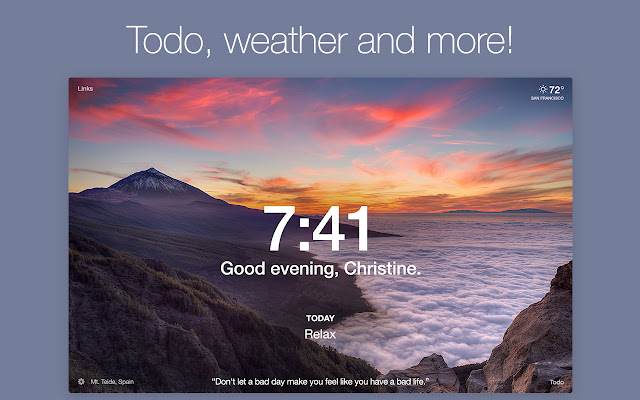 Todo, weather and more!
Links
72°
SAN FRANCISCO
7:41
Good evening, Christine.
TODAY
Relax
Mt. Teide, Spain
"Don't let a bad day make you feel like you have a bad life."
Todo